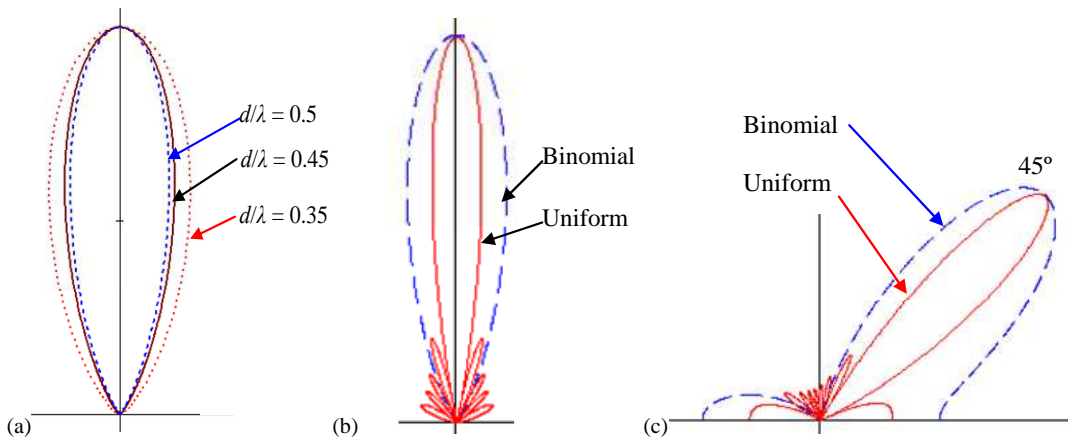 d/λ = 0.5
d/λ = 0.45
d/λ = 0.35
(a)
Binomial
Uniform
(b)
Binomial
Uniform
45º
(c)